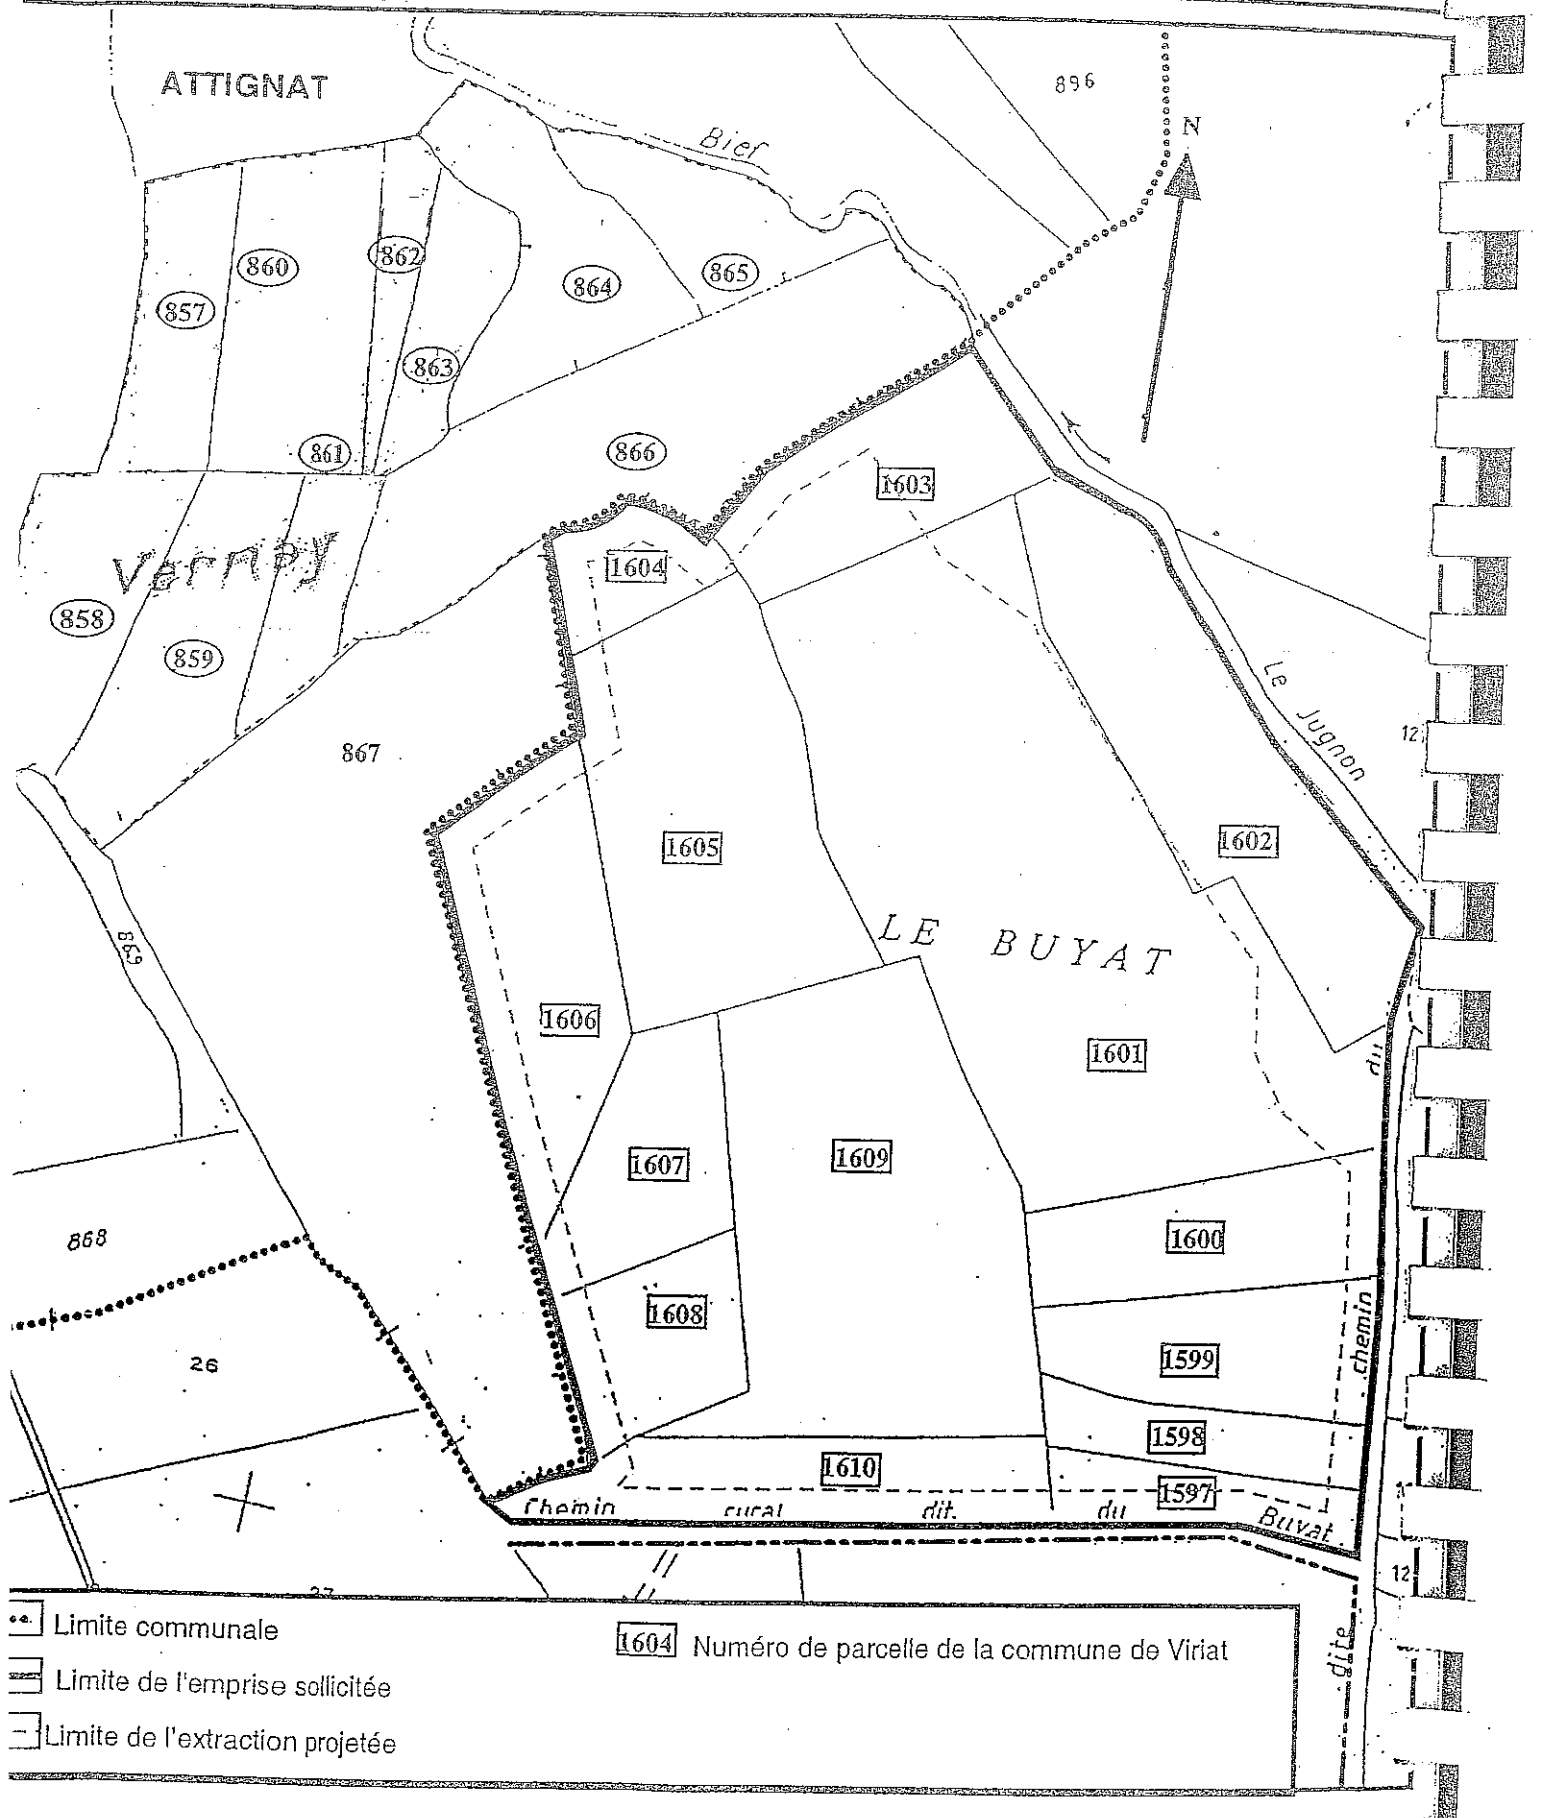 ATTIGNAT
896
Bief
N
860
862
864
865
857
863
861
866
1603
Vernay
1604
858
859
Le Jugnon
12
867
1605
1602
LE BUYAT
869
1606
1601
du
1607
1609
868
1600
1608
chemin
26
1599
1598
1610
1597
Chemin rural dit. du Buyat
12
27
Limite communale
1604 Numéro de parcelle de la commune de Viriat
Limite de l'emprise sollicitée
Limite de l'extraction projetée
dite